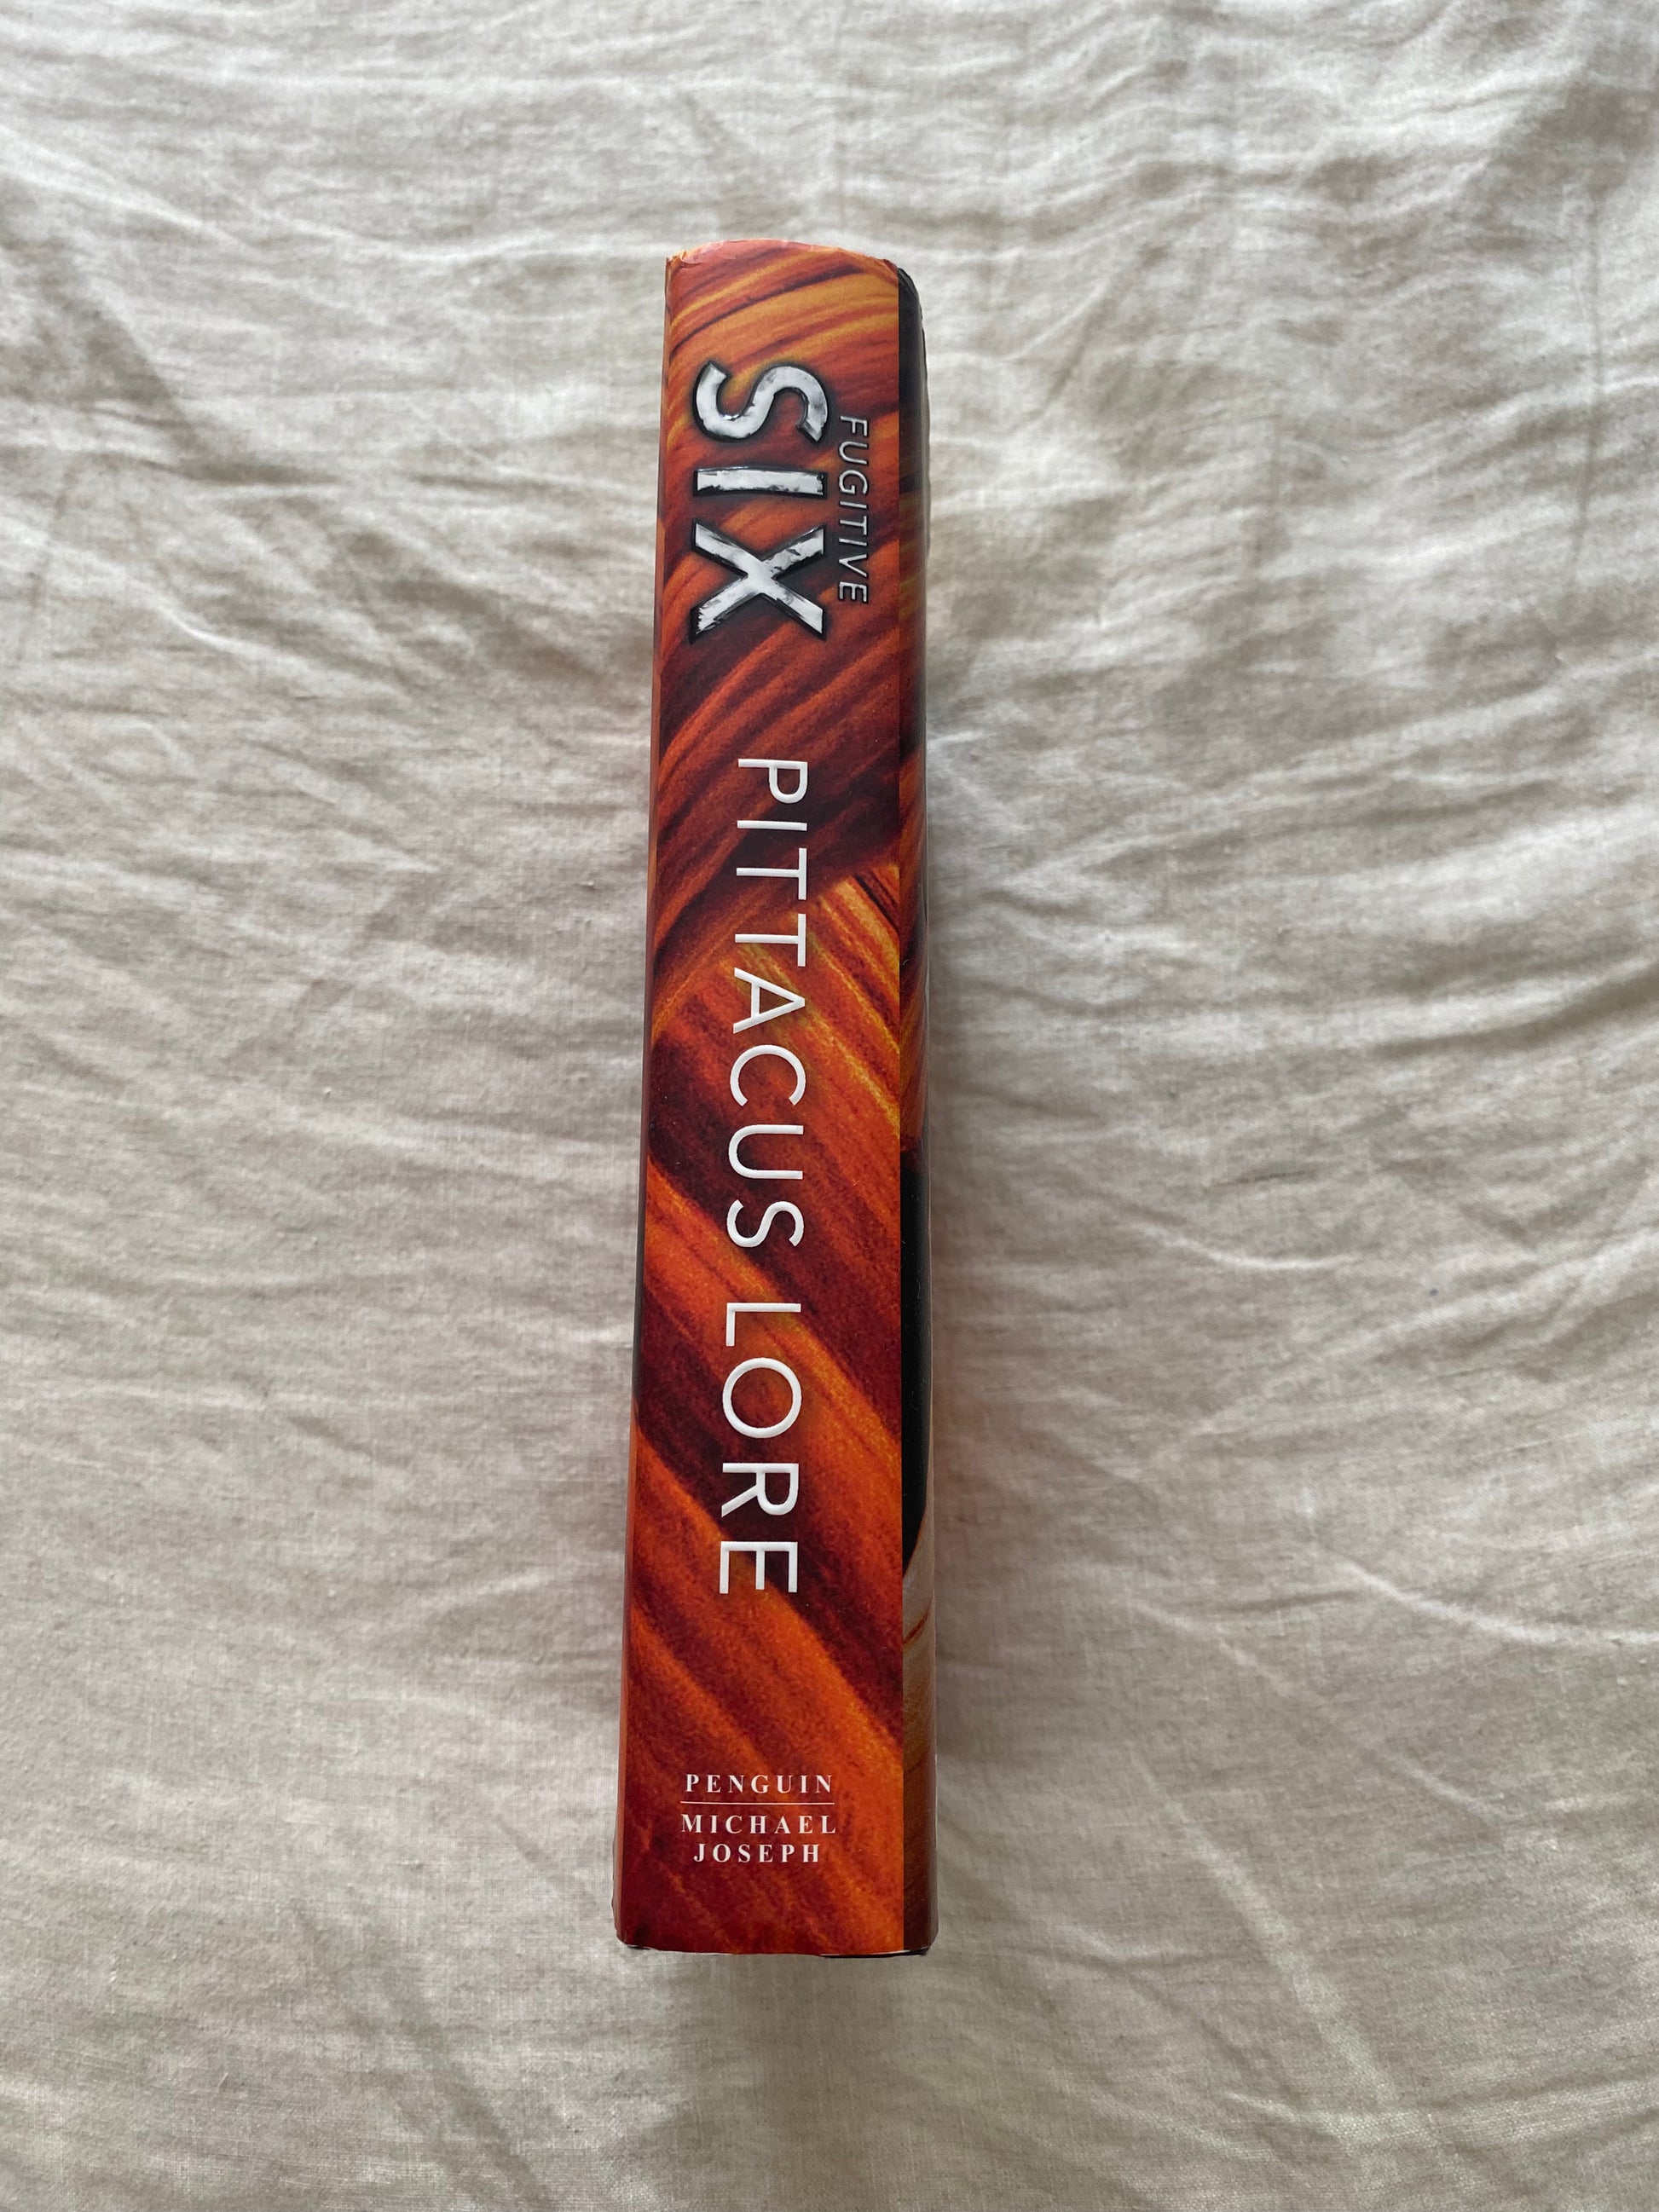 FUGITIVE
SIX
PITTACUS LORE
PENGUIN
MICHAEL
JOSEPH